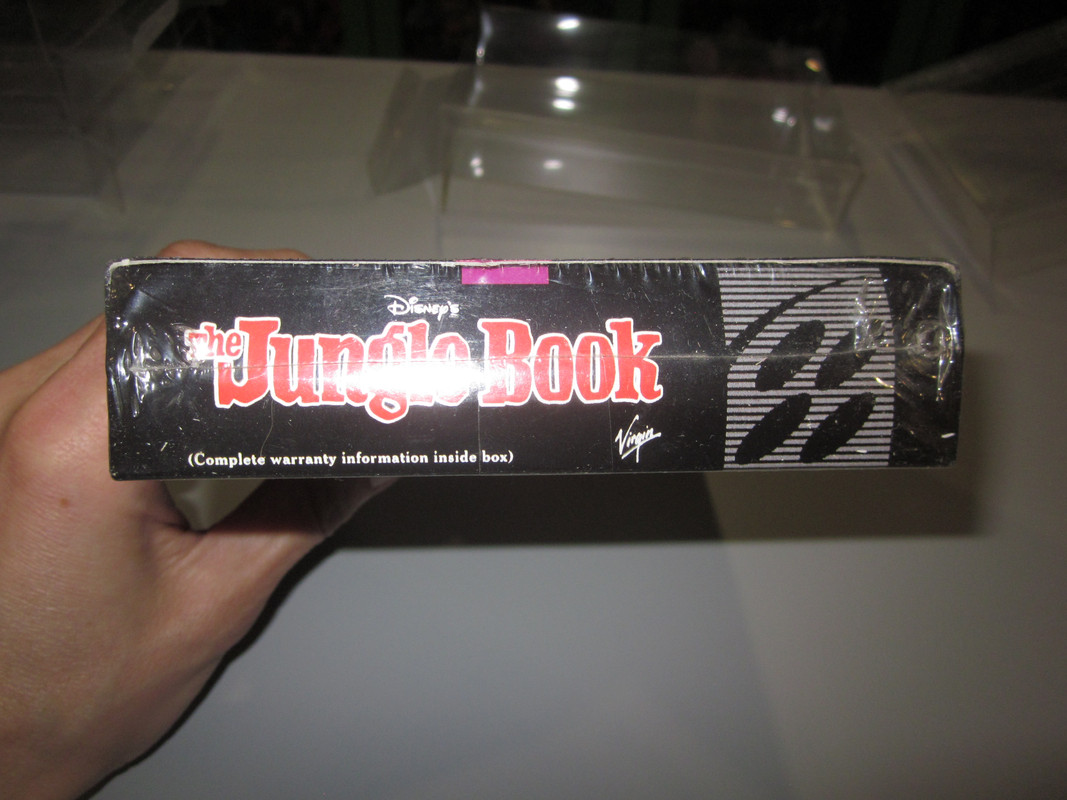 Disney's
The Jungle Book
Virgin
(Complete warranty information inside box)